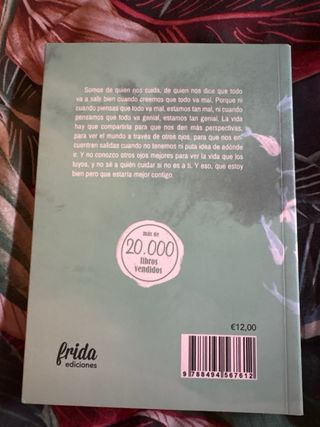 Somos de quien nos cuida, de quien nos dice que todo
va a salir bien cuando creemos que todo va mal. Porque ni
cuando piensas que todo va mal, estamos tan mal, ni cuando
pensamos que todo va genial, estamos tan genial. La vida
hay que compartirla para que nos den más perspectivas,
para ver el mundo a través de otros ojos, para que nos en
cuentren salidas cuando no tenemos ni puta idea de adónde
ir. Y no conozco otros ojos mejores para ver la vida que los
tuyos, y no sé a quién cuidar si no es a ti. Y eso, que estoy
bien pero que estaría mejor contigo.
más de
20.000
libros
vendidos
€12,00
frida
ediciones
9 788494 567612